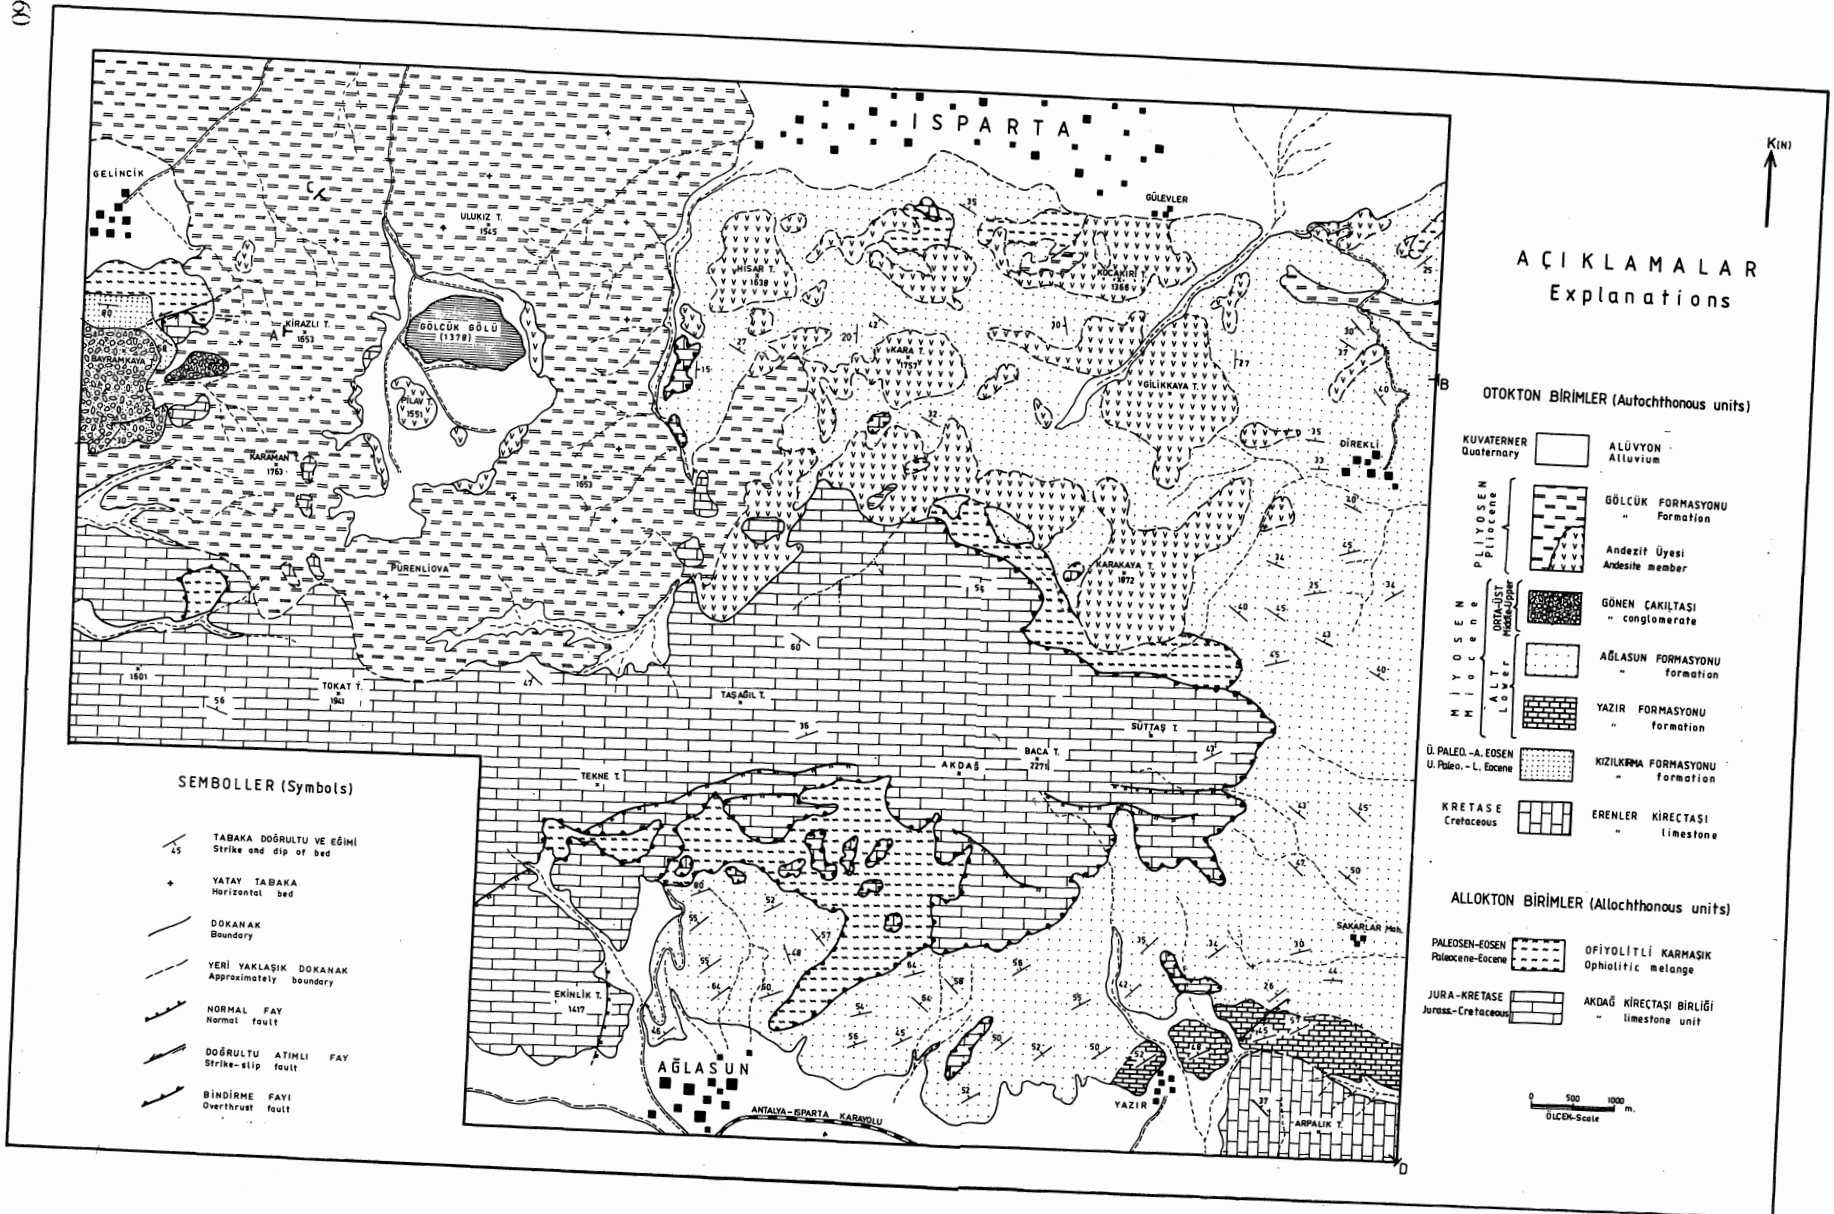 60
ISPARTA
K(N)
GELİNCİK
GÜLEVLER
ULUKIZ T.
1545
Ç
AÇIKLAMALAR
Explanations
HİSAR T.
1638
KOCAKIRI T.
1366
GÖLCÜK GÖLÜ
(1378)
KİRAZLI T.
1653
A
BAYRAMKAYA T.
KARA T.
1757
GİLİKKAYA T.
B
PİLAV T.
1551
KARAMAN T.
1763
1653
DİREKLİ
PÜRENLİOVA
KARAKAYA T.
1872
1601
TOKAT T.
1941
TAŞAĞIL T.
SÜTTAŞ T.
BACA T.
2271
AKDAĞ
TEKNE T.
SAKARLAR Mah.
EKİNLİK T.
1417
AĞLASUN
YAZIR
ARPALIK T.
ANTALYA-ISPARTA KARAYOLU
D
OTOKTON BİRİMLER (Autochthonous units)
KUVATERNER
Quaternary
ALÜVYON
Alluvium
PLİYOSEN
Pliocene
GÖLCÜK FORMASYONU
" Formation
Andezit Üyesi
Andesite member
MİYOSEN
Miocene
ORTA-ÜST
Middle-Upper
GÖNEN ÇAKILTAŞI
" conglomerate
ALT
Lower
AĞLASUN FORMASYONU
" formation
YAZIR FORMASYONU
" formation
Ü. PALEO.-A. EOSEN
U. Paleo.- L. Eocene
KIZILKIRMA FORMASYONU
" formation
KRETASE
Cretaceous
ERENLER KİREÇTAŞI
" limestone
ALLOKTON BİRİMLER (Allochthonous units)
PALEOSEN-EOSEN
Paleocene-Eocene
OFİYOLİTLİ KARMAŞIK
Ophiolitic melange
JURA-KRETASE
Jurass.-Cretaceous
AKDAĞ KİREÇTAŞI BİRLİĞİ
" limestone unit
0 500 1000 m.
ÖLÇEK-Scale
SEMBOLLER (Symbols)
45
TABAKA DOĞRULTU VE EĞİMİ
Strike and dip of bed
YATAY TABAKA
Horizontal bed
DOKANAK
Boundary
YERİ YAKLAŞIK DOKANAK
Approximately boundary
NORMAL FAY
Normal fault
DOĞRULTU ATIMLI FAY
Strike-slip fault
BİNDİRME FAYI
Overthrust fault